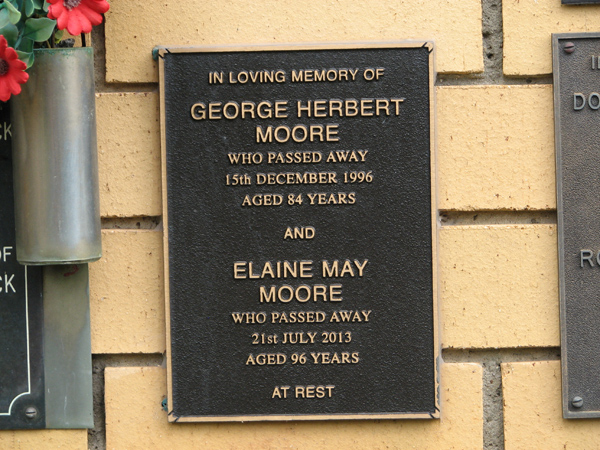 IN LOVING MEMORY OF
GEORGE HERBERT
MOORE
WHO PASSED AWAY
15th DECEMBER 1996
AGED 84 YEARS
AND
ELAINE MAY
MOORE
WHO PASSED AWAY
21st JULY 2013
AGED 96 YEARS
AT REST
OF